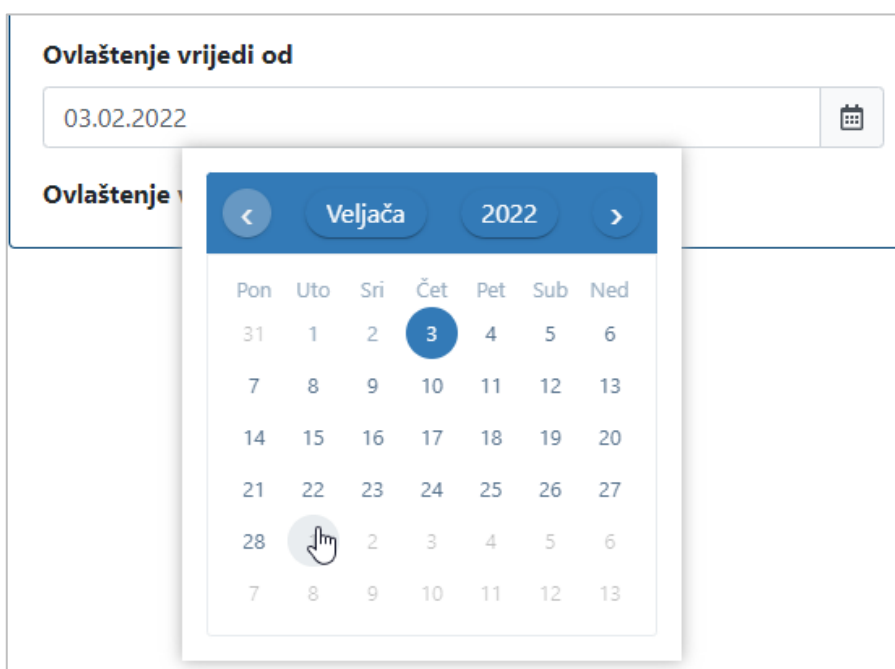 Ovlaštenje vrijedi od
03.02.2022
Ovlaštenje
Veljača 2022
Pon Uto Sri Čet Pet Sub Ned
31 1 2 3 4 5 6
7 8 9 10 11 12 13
14 15 16 17 18 19 20
21 22 23 24 25 26 27
28 2 3 4 5 6
7 8 9 10 11 12 13